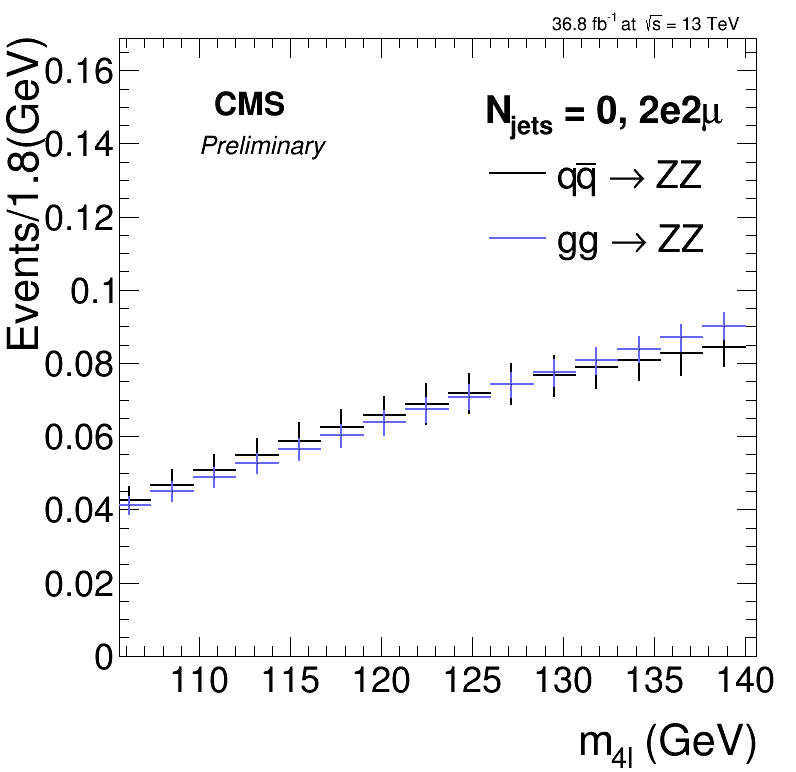 36.8 fb⁻¹ at √s = 13 TeV
Events/1.8(GeV)
0.16
0.14
0.12
0.1
0.08
0.06
0.04
0.02
0
CMS
Preliminary
N_jets = 0, 2e2μ
qq̅ → ZZ
gg → ZZ
110 115 120 125 130 135 140
m_4l (GeV)